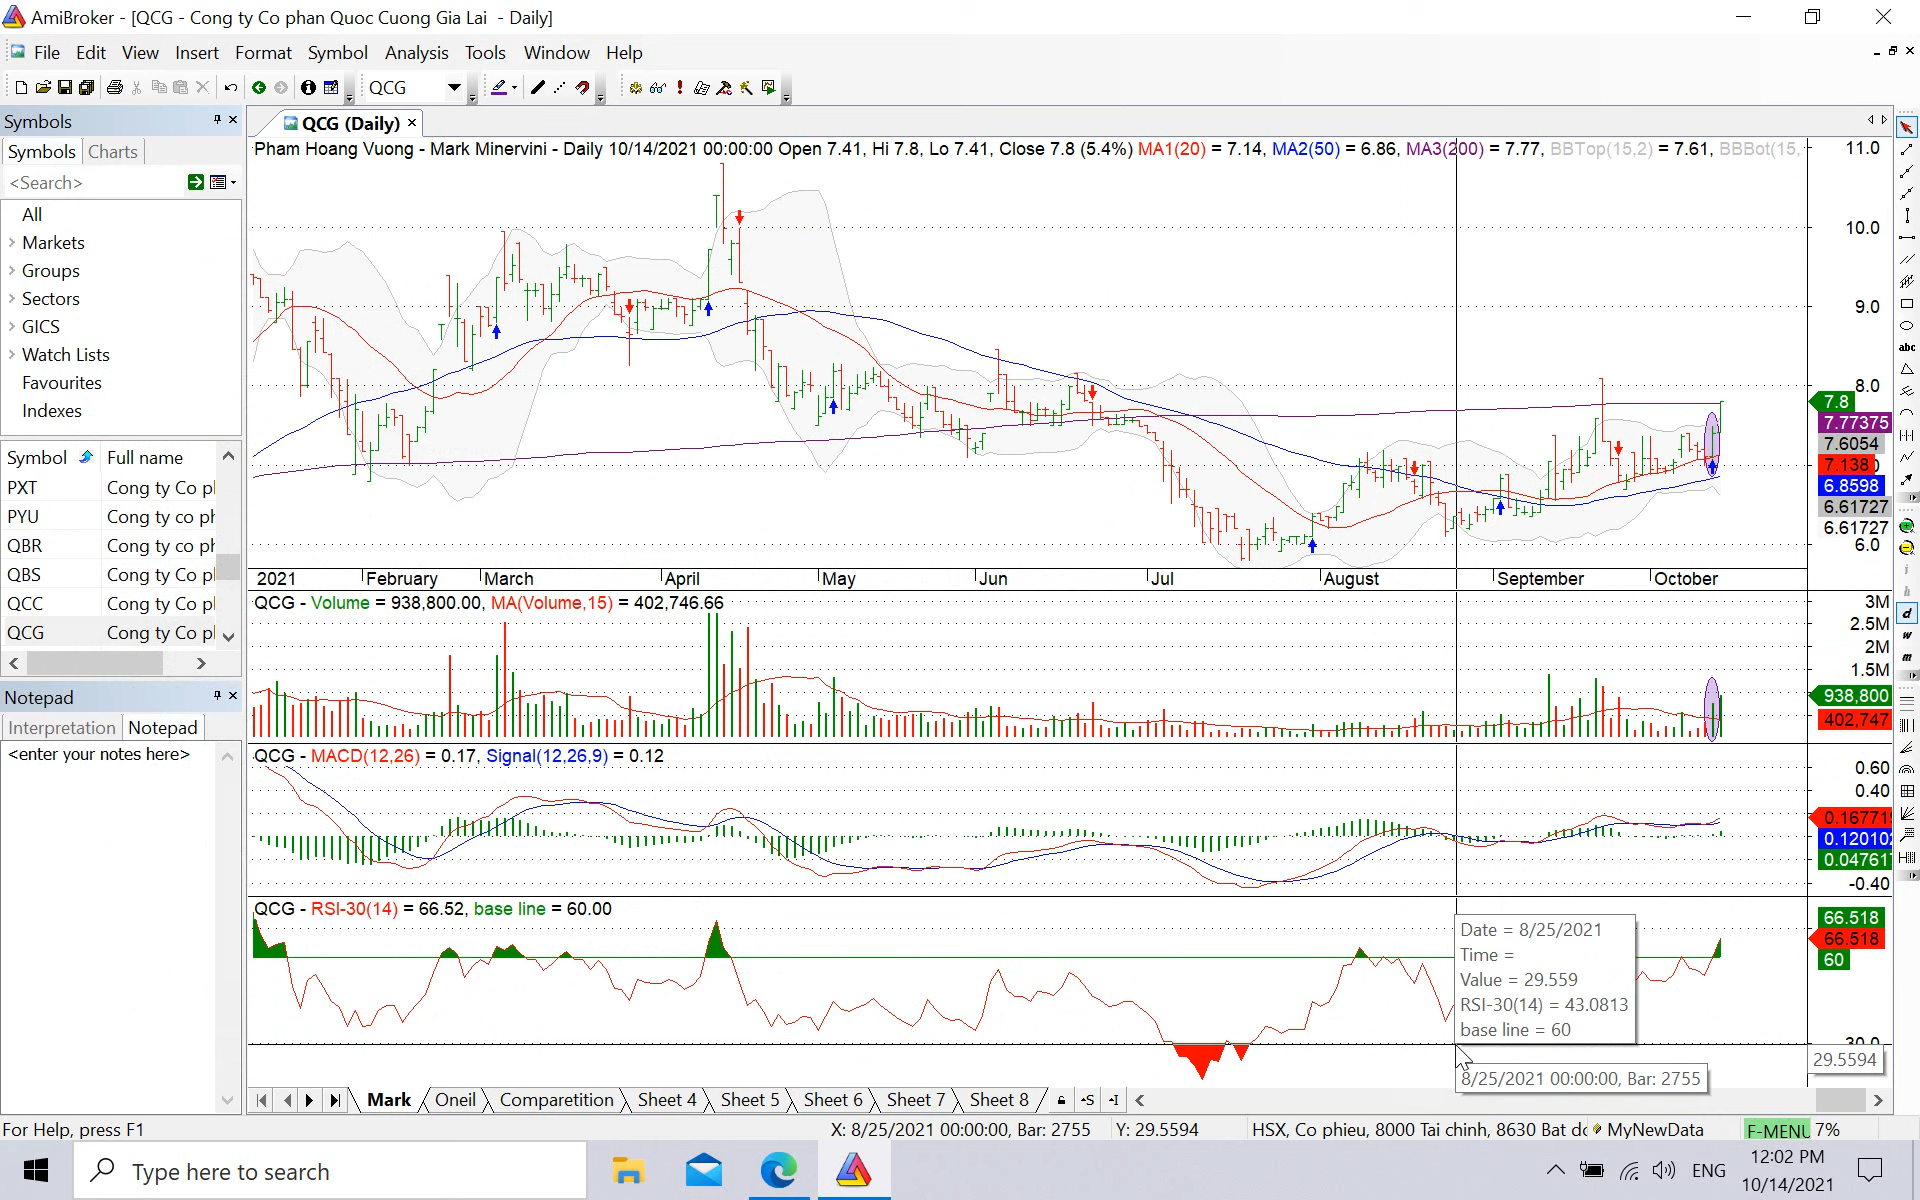 AmiBroker - [QCG - Cong ty Co phan Quoc Cuong Gia Lai  - Daily]
File Edit View Insert Format Symbol Analysis Tools Window Help
QCG
Symbols
Symbols Charts
<Search>
All
Markets
Groups
Sectors
GICS
Watch Lists
Favourites
Indexes
Symbol Full name
PXT Cong ty Co pl
PYU Cong ty co ph
QBR Cong ty co ph
QBS Cong ty Co pl
QCC Cong ty Co pl
QCG Cong ty Co pl
Notepad
Interpretation Notepad
<enter your notes here>
QCG (Daily)
Pham Hoang Vuong - Mark Minervini - Daily 10/14/2021 00:00:00 Open 7.41, Hi 7.8, Lo 7.41, Close 7.8 (5.4%) MA1(20) = 7.14, MA2(50) = 6.86, MA3(200) = 7.77, BBTop(15,2) = 7.61, BBBot(15,
11.0
10.0
9.0
8.0
7.8
7.77375
7.6054
7.138
6.8598
6.61727
6.61727
6.0
2021 February March April May Jun Jul August September October
QCG - Volume = 938,800.00, MA(Volume,15) = 402,746.66
3M
2.5M
2M
1.5M
938,800
402,747
QCG - MACD(12,26) = 0.17, Signal(12,26,9) = 0.12
0.60
0.40
0.16771
0.120102
0.04761
-0.40
QCG - RSI-30(14) = 66.52, base line = 60.00
66.518
66.518
60
30.0
29.5594
Date = 8/25/2021
Time =
Value = 29.559
RSI-30(14) = 43.0813
base line = 60
8/25/2021 00:00:00, Bar: 2755
Mark Oneil Comparetition Sheet 4 Sheet 5 Sheet 6 Sheet 7 Sheet 8
abc
d
w
m
For Help, press F1
X: 8/25/2021 00:00:00, Bar: 2755 Y: 29.5594 HSX, Co phieu, 8000 Tai chinh, 8630 Bat dc MyNewData F-MENU 7%
Type here to search
ENG
12:02 PM
10/14/2021